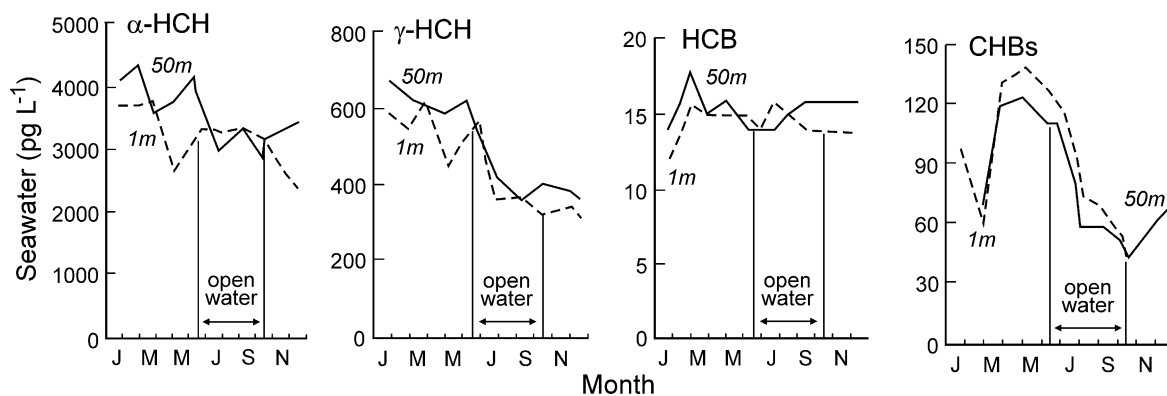 Seawater (pg L⁻¹)
α-HCH
5000
4000
3000
2000
1000
0
50m
1m
open
water
J M M J S N
γ-HCH
800
600
400
200
0
50m
1m
open
water
J M M J S N
HCB
20
15
10
5
0
50m
1m
open
water
J M M J S N
CHBs
150
120
90
60
30
0
1m
50m
open
water
J M M J S N
Month